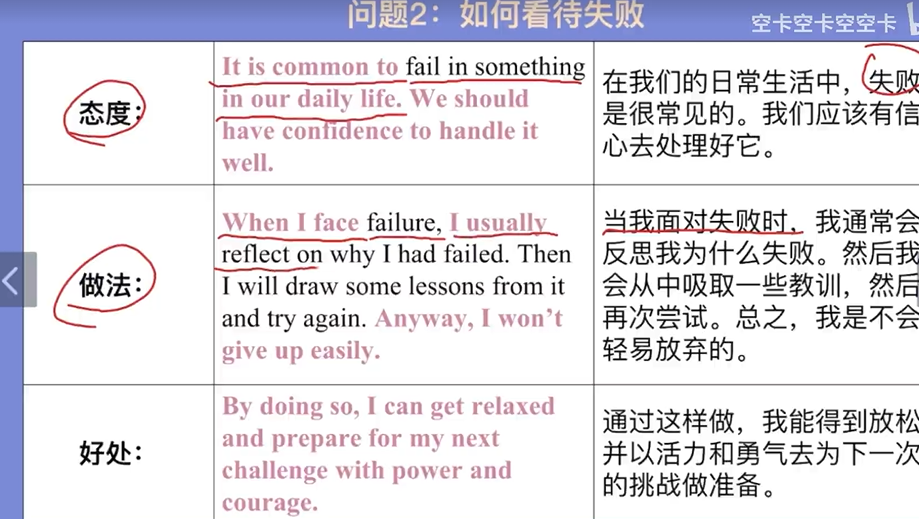 问题2：如何看待失败
空卡空卡空空卡
态度：
It is common to fail in something
in our daily life. We should
have confidence to handle it
well.
在我们的日常生活中，失败
是很常见的。我们应该有信
心去处理好它。
做法：
When I face failure, I usually
reflect on why I had failed. Then
I will draw some lessons from it
and try again. Anyway, I won't
give up easily.
当我面对失败时，我通常会
反思我为什么失败。然后我
会从中吸取一些教训，然后
再次尝试。总之，我是不会
轻易放弃的。
好处：
By doing so, I can get relaxed
and prepare for my next
challenge with power and
courage.
通过这样做，我能得到放松
并以活力和勇气去为下一次
的挑战做准备。